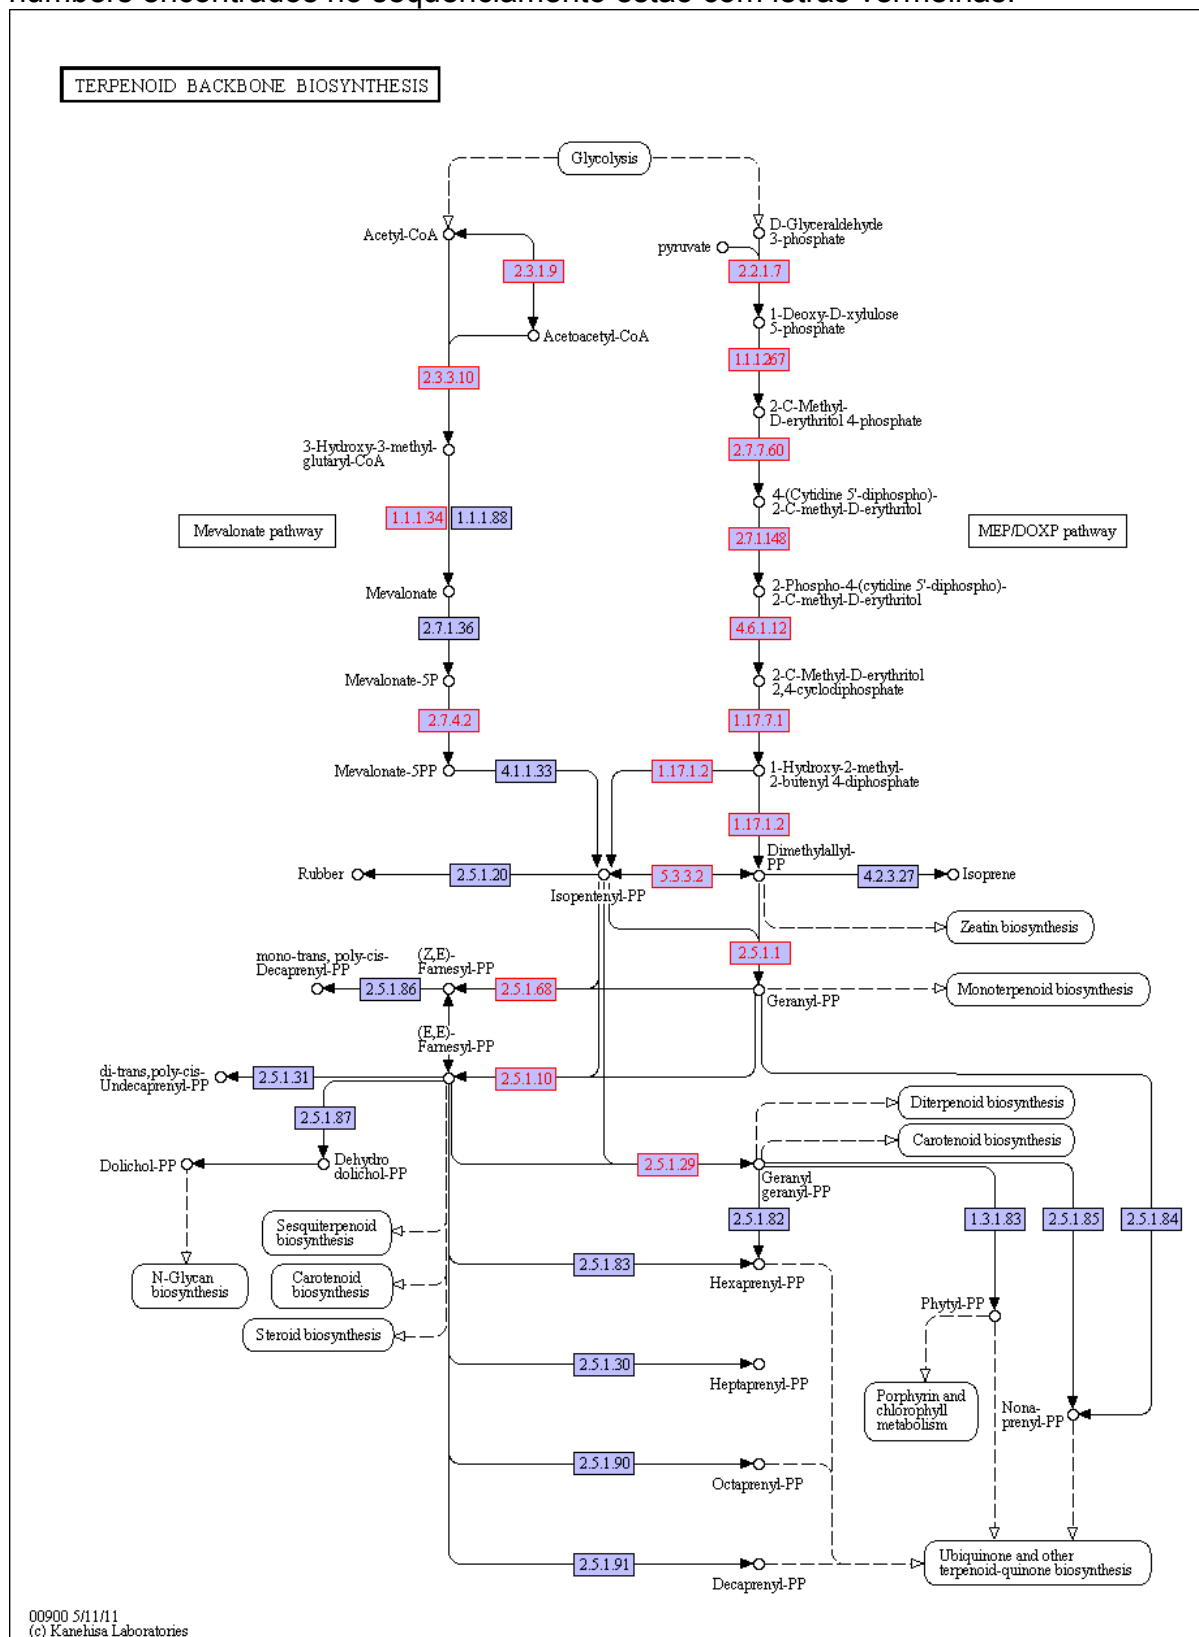 numbers encontrados no sequenciamento estão com letras vermelhas.
TERPENOID BACKBONE BIOSYNTHESIS
Glycolysis
Acetyl-CoA
D-Glyceraldehyde
3-phosphate
pyruvate
2.3.1.9
2.2.1.7
1-Deoxy-D-xylulose
5-phosphate
Acetoacetyl-CoA
1.1.1267
2.3.3.10
2-C-Methyl-
D-erythritol 4-phosphate
3-Hydroxy-3-methyl-
glutaryl-CoA
2.7.7.60
4-(Cytidine 5'-diphospho)-
2-C-methyl-D-erythritol
1.1.1.34
1.1.1.88
Mevalonate pathway
MEP/DOXP pathway
2.7.1.148
Mevalonate
2-Phospho-4-(cytidine 5'-diphospho)-
2-C-methyl-D-erythritol
2.7.1.36
4.6.1.12
Mevalonate-5P
2-C-Methyl-D-erythritol
2,4-cyclodiphosphate
2.7.4.2
1.17.7.1
Mevalonate-5PP
4.1.1.33
1.17.1.2
1-Hydroxy-2-methyl-
2-butenyl 4-diphosphate
1.17.1.2
Dimethylallyl-
PP
Rubber
2.5.1.20
5.3.3.2
4.2.3.27
Isoprene
Isopentenyl-PP
Zeatin biosynthesis
2.5.1.1
mono-trans, poly-cis-
Decaprenyl-PP
(Z,E)-
Farnesyl-PP
2.5.1.86
2.5.1.68
Geranyl-PP
Monoterpenoid biosynthesis
(E,E)-
Farnesyl-PP
di-trans,poly-cis-
Undecaprenyl-PP
2.5.1.31
2.5.1.10
2.5.1.87
Diterpenoid biosynthesis
Carotenoid biosynthesis
Dolichol-PP
Dehydro
dolichol-PP
2.5.1.29
Geranyl
geranyl-PP
Sesquiterpenoid
biosynthesis
2.5.1.82
1.3.1.83
2.5.1.85
2.5.1.84
N-Glycan
biosynthesis
Carotenoid
biosynthesis
2.5.1.83
Hexaprenyl-PP
Phytyl-PP
Steroid biosynthesis
2.5.1.30
Heptaprenyl-PP
Porphyrin and
chlorophyll
metabolism
Nona-
prenyl-PP
2.5.1.90
Octaprenyl-PP
2.5.1.91
Decaprenyl-PP
Ubiquinone and other
terpenoid-quinone biosynthesis
00900 5/11/11
(c) Kanehisa Laboratories